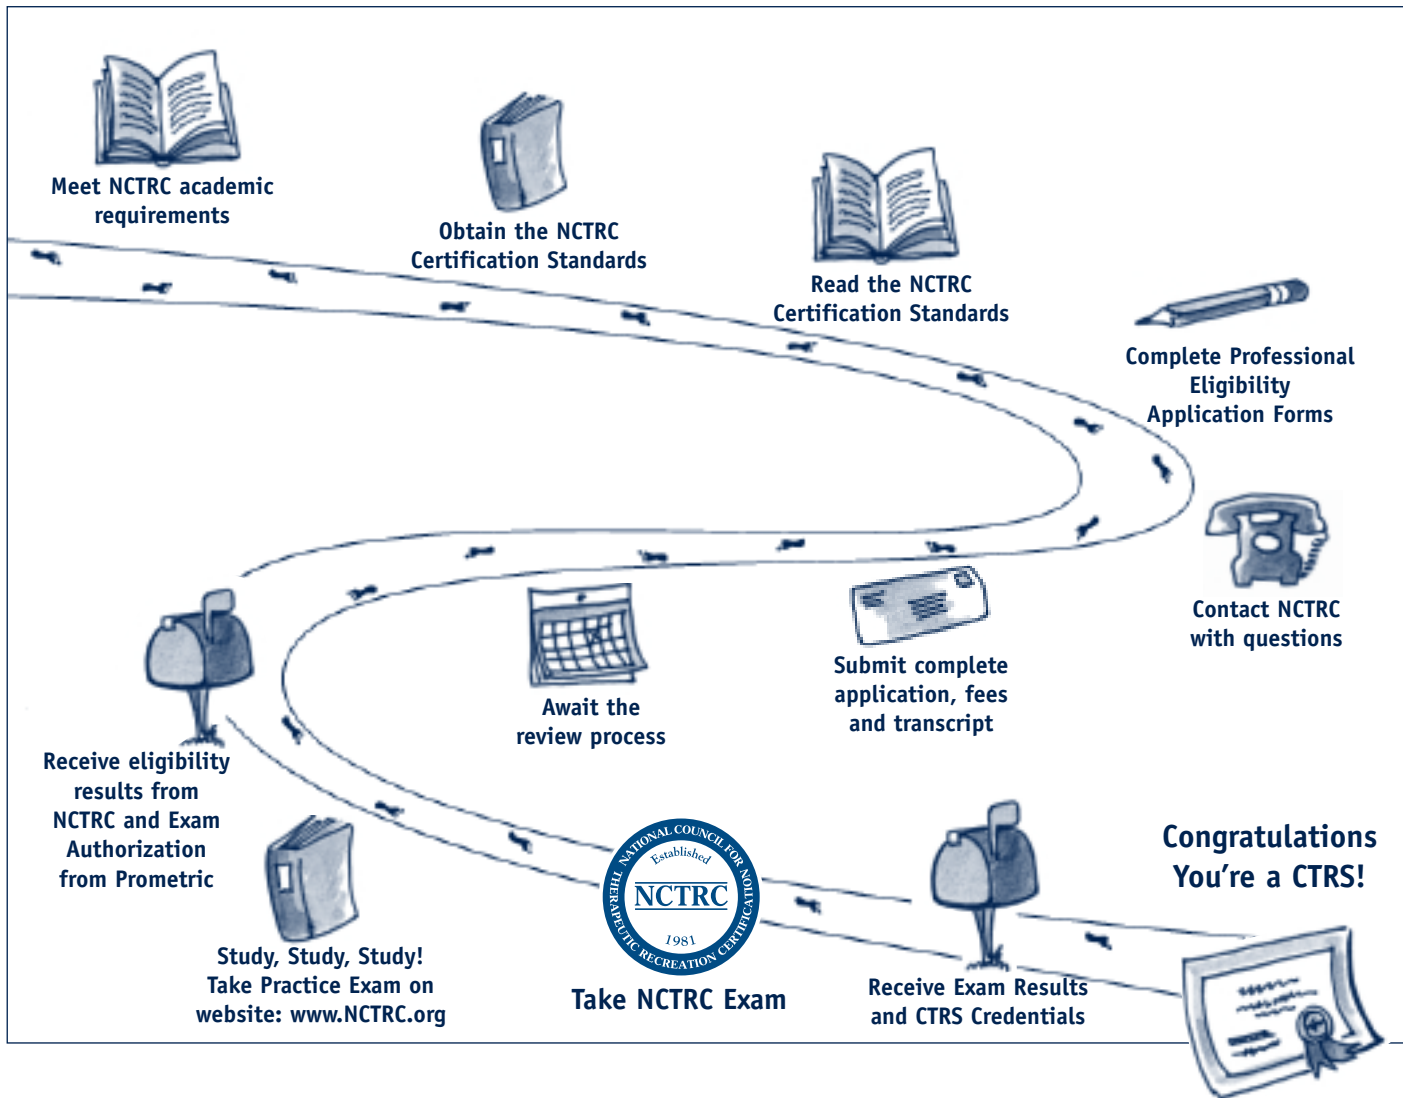 Meet NCTRC academic
requirements
Obtain the NCTRC
Certification Standards
Read the NCTRC
Certification Standards
Complete Professional
Eligibility
Application Forms
Contact NCTRC
with questions
Submit complete
application, fees
and transcript
Await the
review process
Receive eligibility
results from
NCTRC and Exam
Authorization
from Prometric
Study, Study, Study!
Take Practice Exam on
website: www.NCTRC.org
NATIONAL COUNCIL FOR THERAPEUTIC RECREATION CERTIFICATION
Established
NCTRC
1981
Take NCTRC Exam
Receive Exam Results
and CTRS Credentials
Congratulations
You're a CTRS!